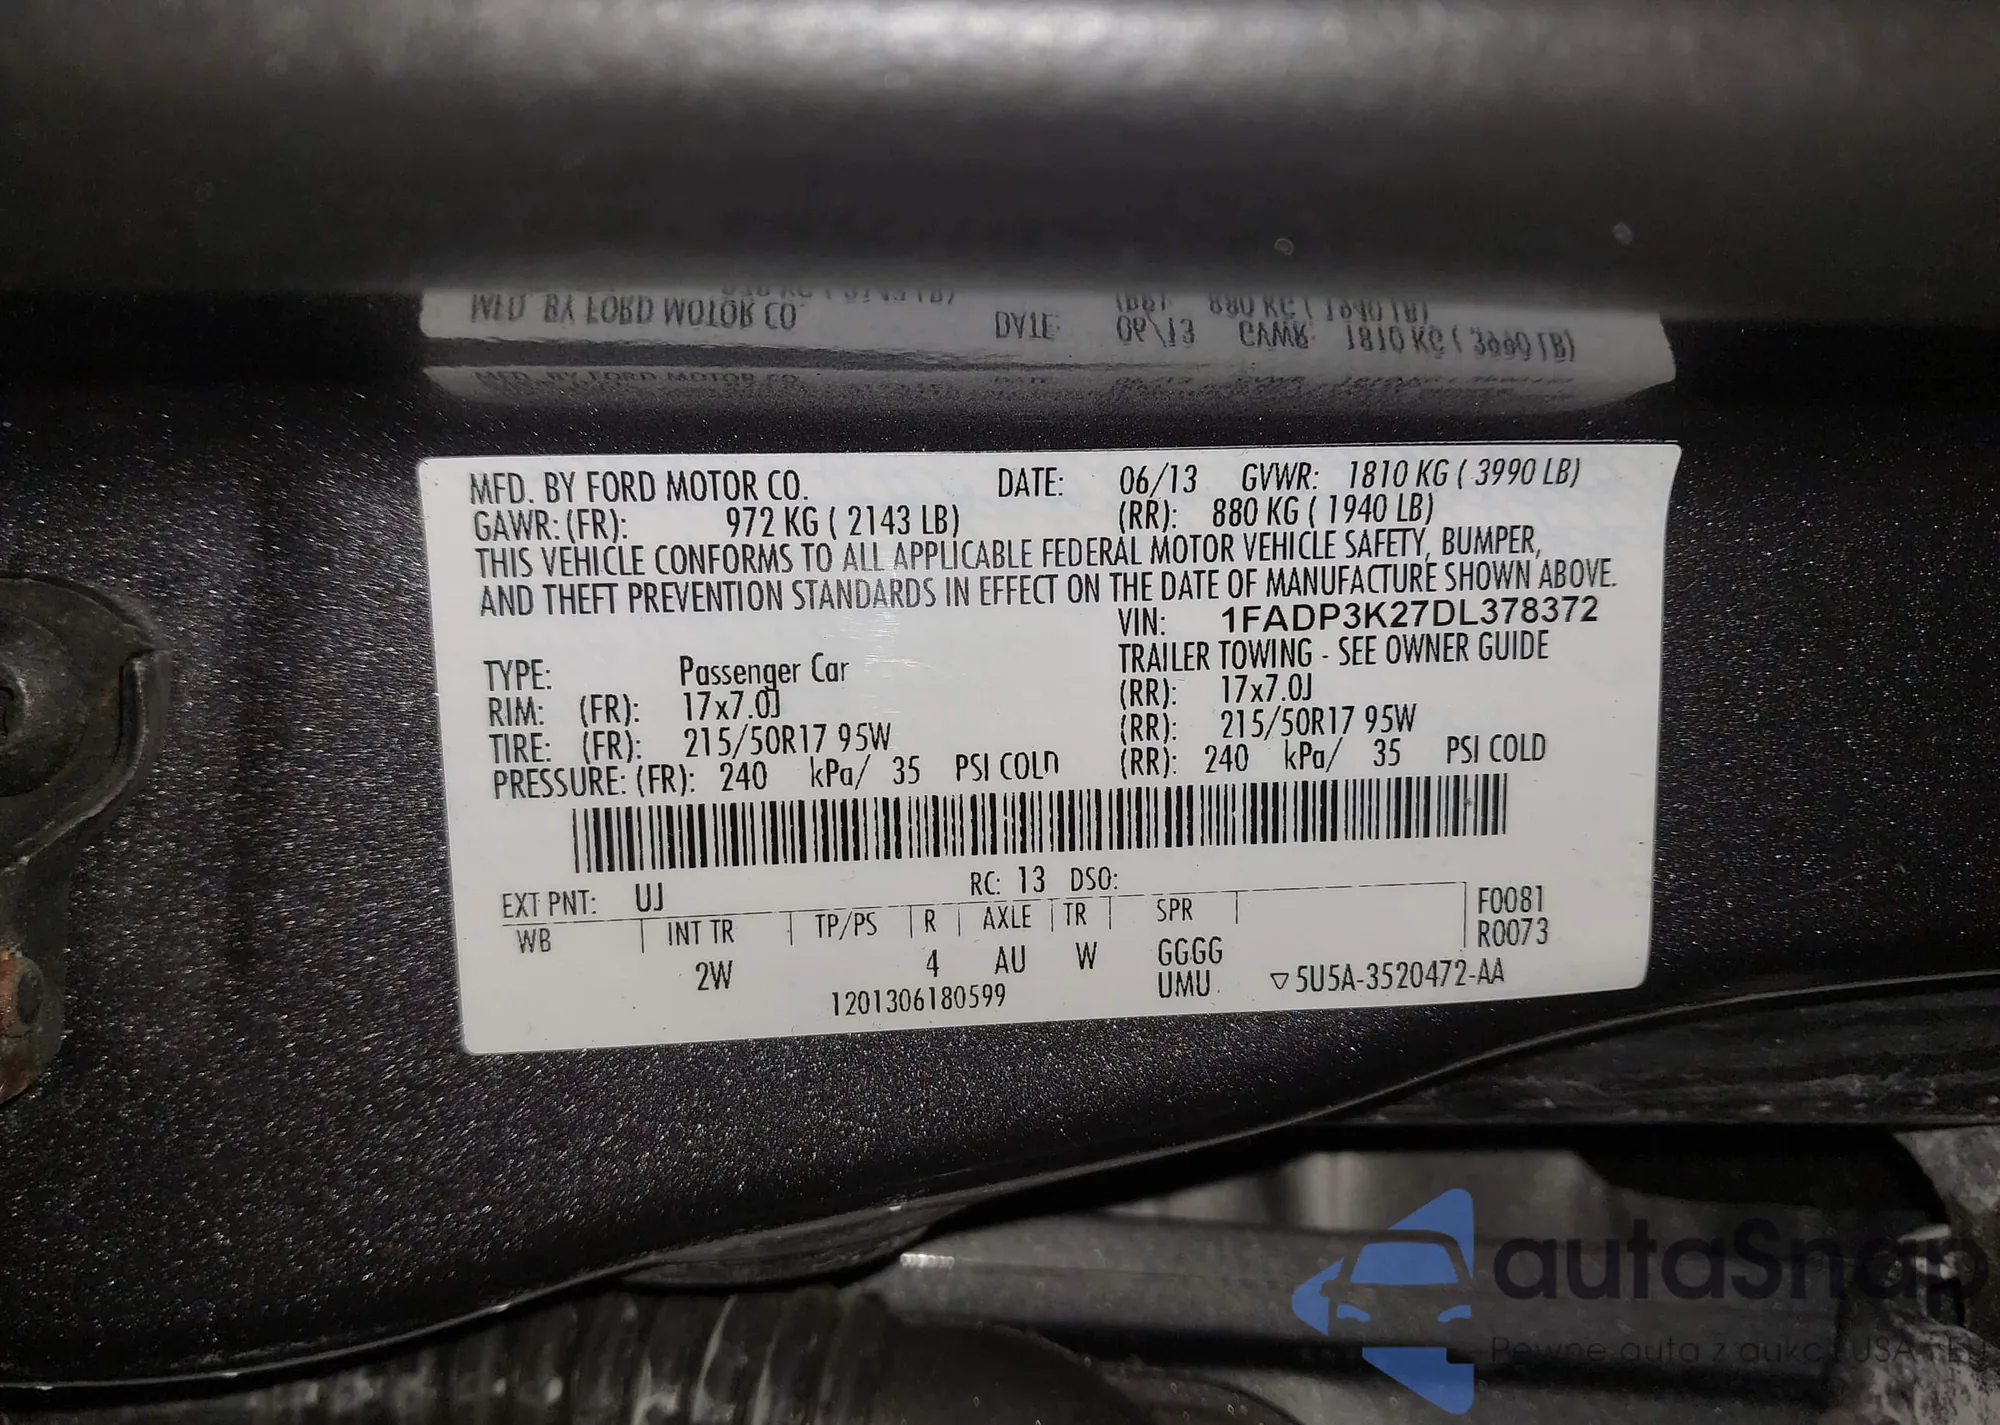 MFD. BY FORD MOTOR CO. DATE: 06/13 GVWR: 1810 KG ( 3990 LB)
GAWR: (FR): 972 KG ( 2143 LB) (RR): 880 KG ( 1940 LB)
THIS VEHICLE CONFORMS TO ALL APPLICABLE FEDERAL MOTOR VEHICLE SAFETY, BUMPER,
AND THEFT PREVENTION STANDARDS IN EFFECT ON THE DATE OF MANUFACTURE SHOWN ABOVE.
VIN: 1FADP3K27DL378372
TRAILER TOWING - SEE OWNER GUIDE
TYPE: Passenger Car
RIM: (FR): 17x7.0J (RR): 17x7.0J
TIRE: (FR): 215/50R17 95W (RR): 215/50R17 95W
PRESSURE: (FR): 240 kPa/ 35 PSI COLD (RR): 240 kPa/ 35 PSI COLD
EXT PNT: UJ RC: 13 DSO:
WB INT TR TP/PS R AXLE TR SPR F0081
R0073
2W 4 AU W GGGG
UMU
1201306180599 ▽5U5A-3520472-AA
autaSnap
Pewne auta z aukcji USA